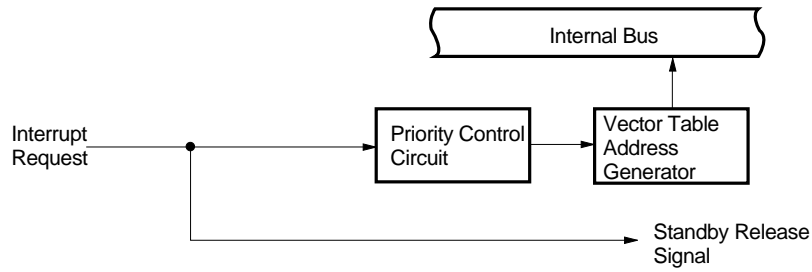 Internal Bus
Interrupt
Request
Priority Control
Circuit
Vector Table
Address
Generator
Standby Release
Signal